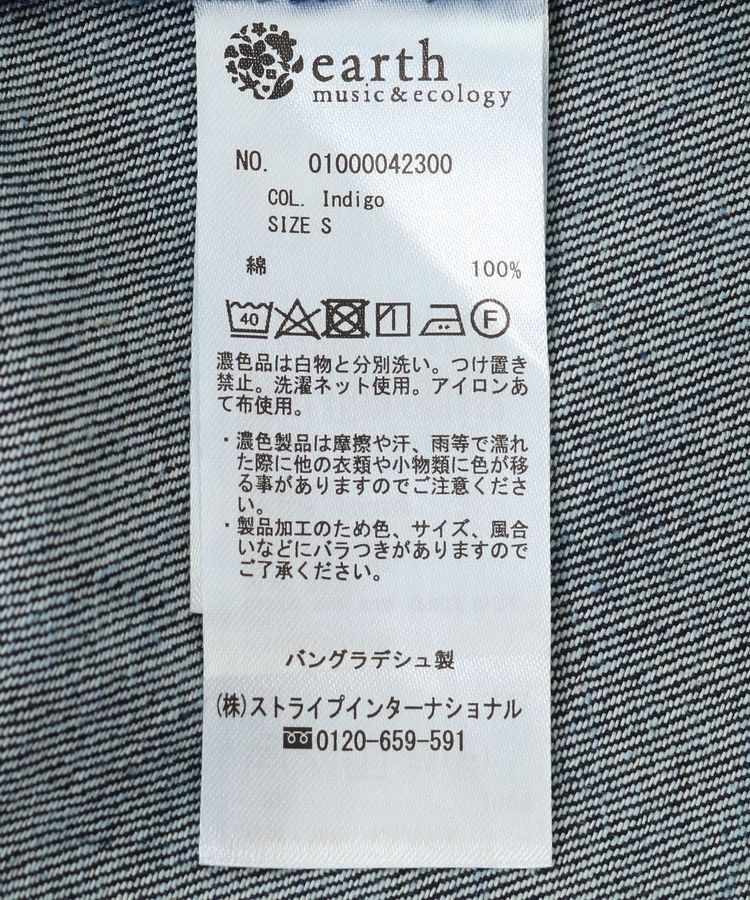 earth
music&ecology
NO. 01000042300
COL. Indigo
SIZE S
綿 100%
40 F
濃色品は白物と分別洗い。つけ置き
禁止。洗濯ネット使用。アイロンあ
て布使用。
・濃色製品は摩擦や汗、雨等で濡れ
た際に他の衣類や小物類に色が移
る事がありますのでご注意くださ
い。
・製品加工のため色、サイズ、風合
いなどにバラつきがありますので
ご了承ください。
バングラデシュ製
(株)ストライプインターナショナル
0120-659-591